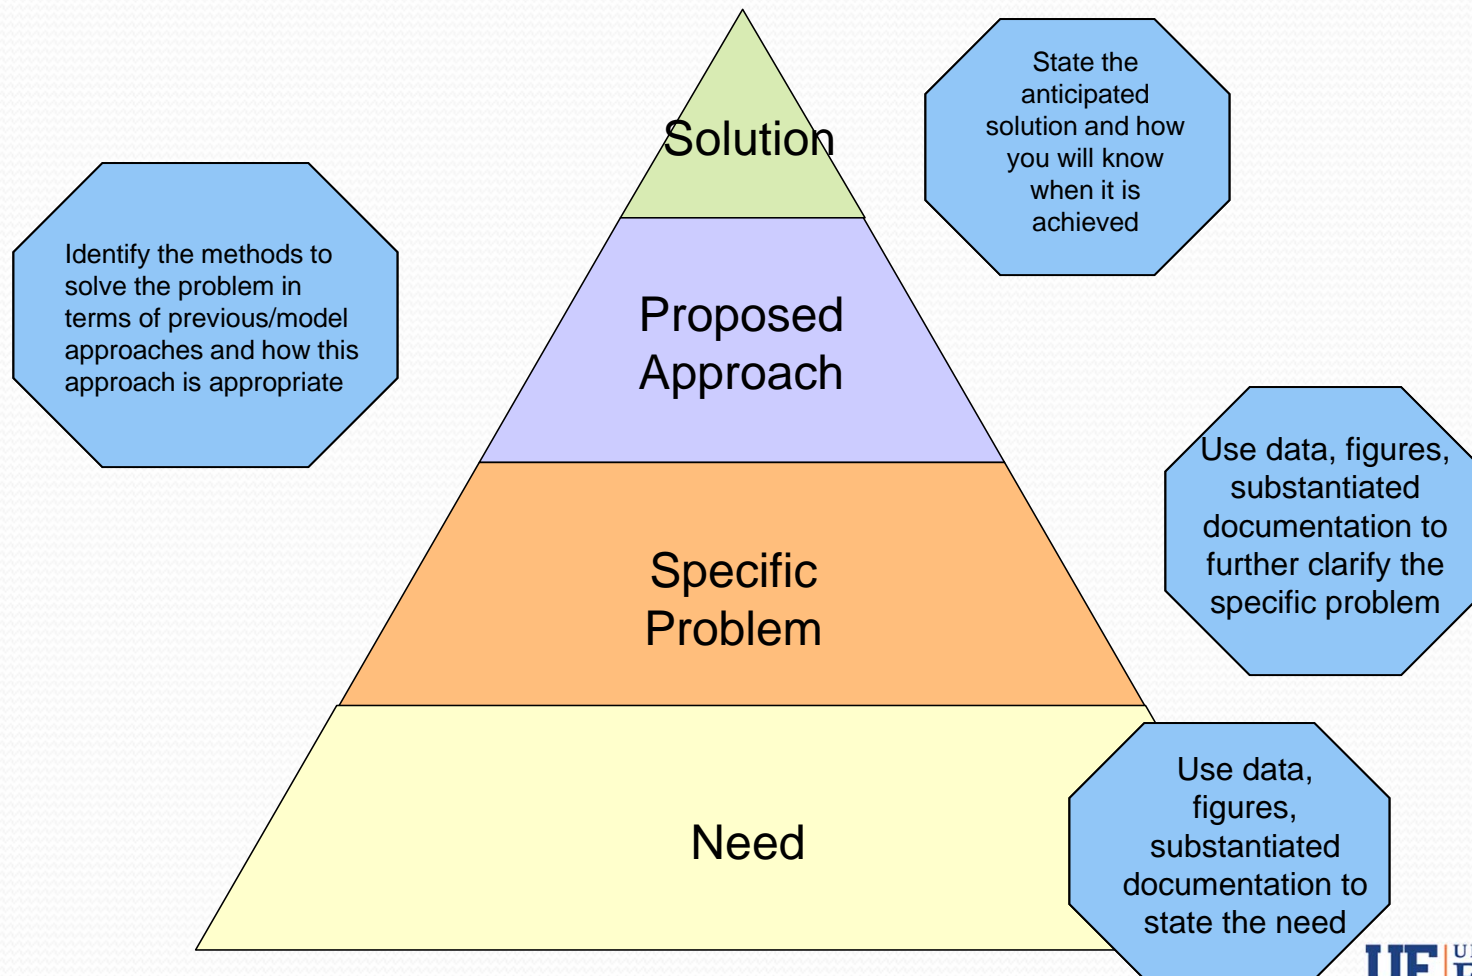 Solution
State the
anticipated
solution and how
you will know
when it is
achieved
Identify the methods to
solve the problem in
terms of previous/model
approaches and how this
approach is appropriate
Proposed
Approach
Use data, figures,
substantiated
documentation to
further clarify the
specific problem
Specific
Problem
Need
Use data,
figures,
substantiated
documentation to
state the need
UF